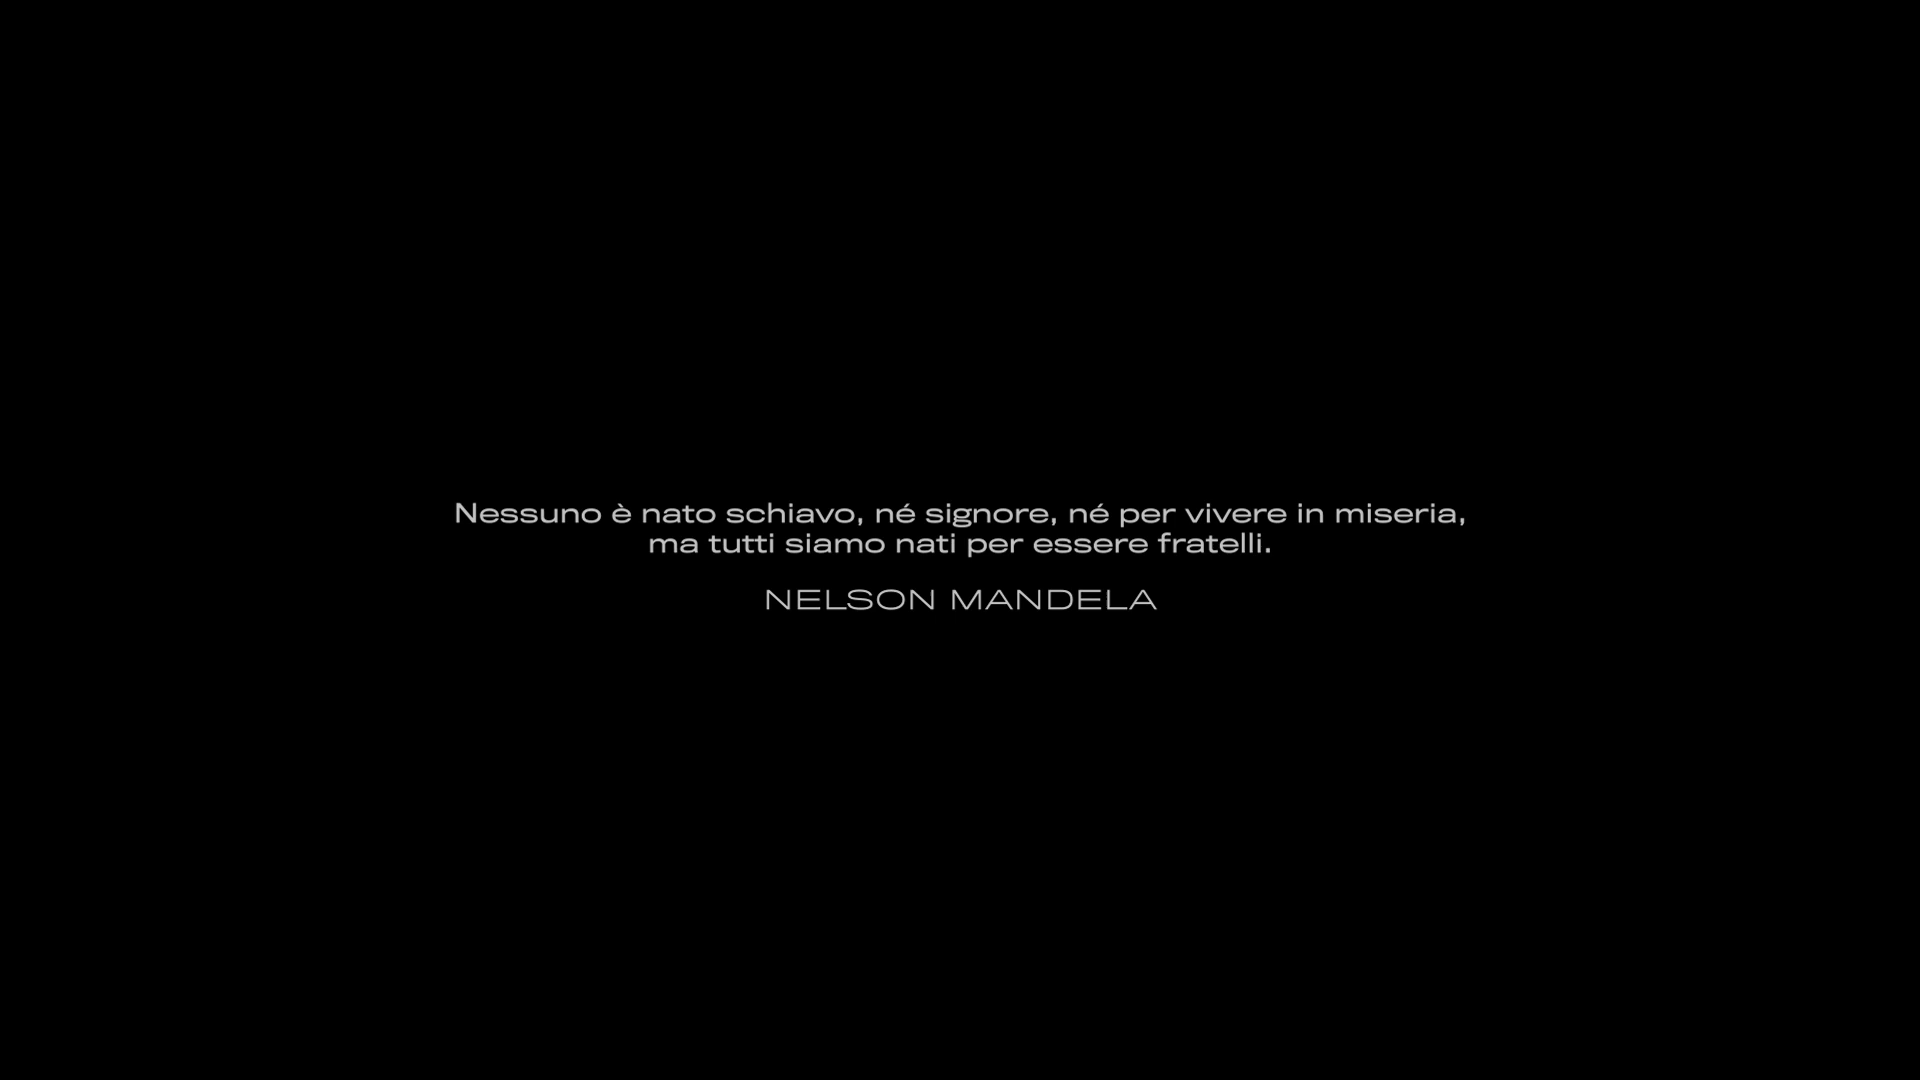 Nessuno è nato schiavo, né signore, né per vivere in miseria,
ma tutti siamo nati per essere fratelli.
NELSON MANDELA